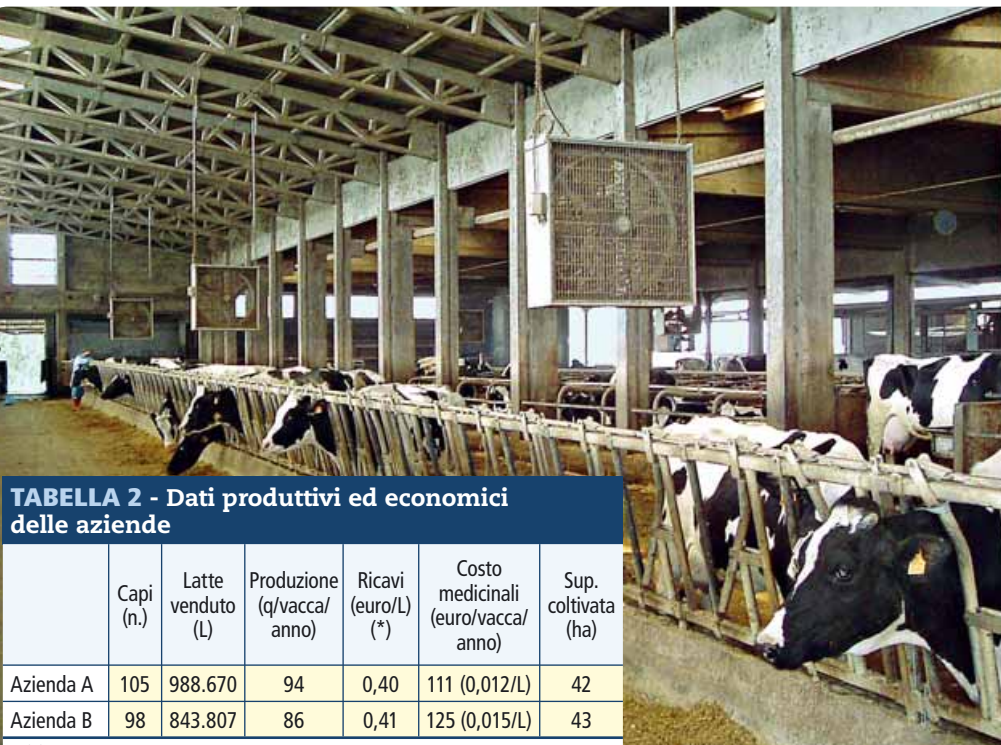 TABELLA 2 - Dati produttivi ed economici
delle aziende
Capi (n.) Latte venduto (L) Produzione (q/vacca/anno) Ricavi (euro/L) (*) Costo medicinali (euro/vacca/anno) Sup. coltivata (ha)
Azienda A 105 988.670 94 0,40 111 (0,012/L) 42
Azienda B 98 843.807 86 0,41 125 (0,015/L) 43